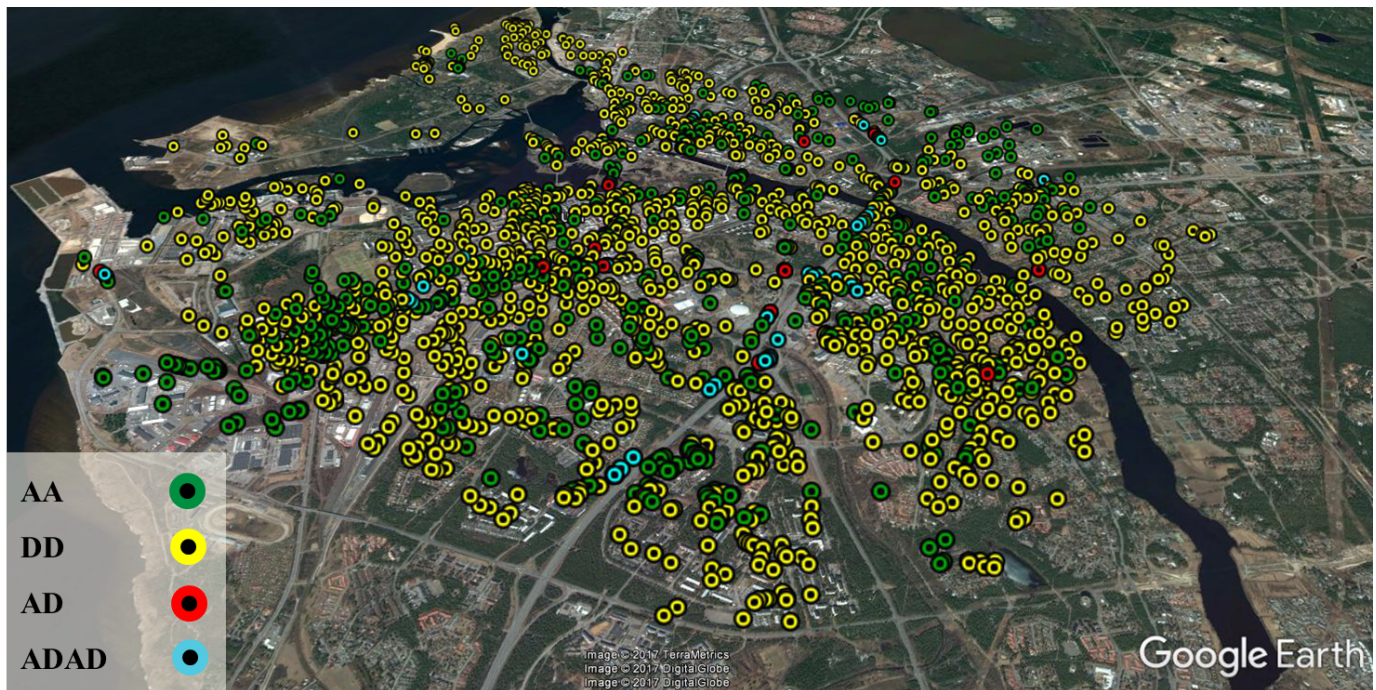 AA
DD
AD
ADAD
Image © 2017 TerraMetrics
Image © 2017 DigitalGlobe
Image © 2017 DigitalGlobe
Google Earth